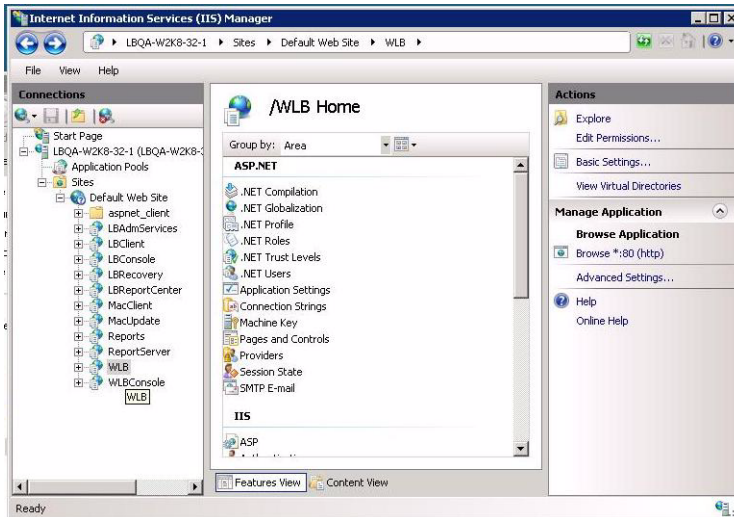 Internet Information Services (IIS) Manager
LBQA-W2K8-32-1 Sites Default Web Site WLB
File View Help
Connections
Start Page
LBQA-W2K8-32-1 (LBQA-W2K8-3
Application Pools
Sites
Default Web Site
aspnet_client
LBAdmServices
LBClient
LBConsole
LBRecovery
LBReportCenter
MacClient
MacUpdate
Reports
ReportServer
WLB
WLBConsole
WLB
/WLB Home
Group by: Area
ASP.NET
.NET Compilation
.NET Globalization
.NET Profile
.NET Roles
.NET Trust Levels
.NET Users
Application Settings
Connection Strings
Machine Key
Pages and Controls
Providers
Session State
SMTP E-mail
IIS
ASP
Features View Content View
Actions
Explore
Edit Permissions...
Basic Settings...
View Virtual Directories
Manage Application
Browse Application
Browse *:80 (http)
Advanced Settings...
Help
Online Help
Ready